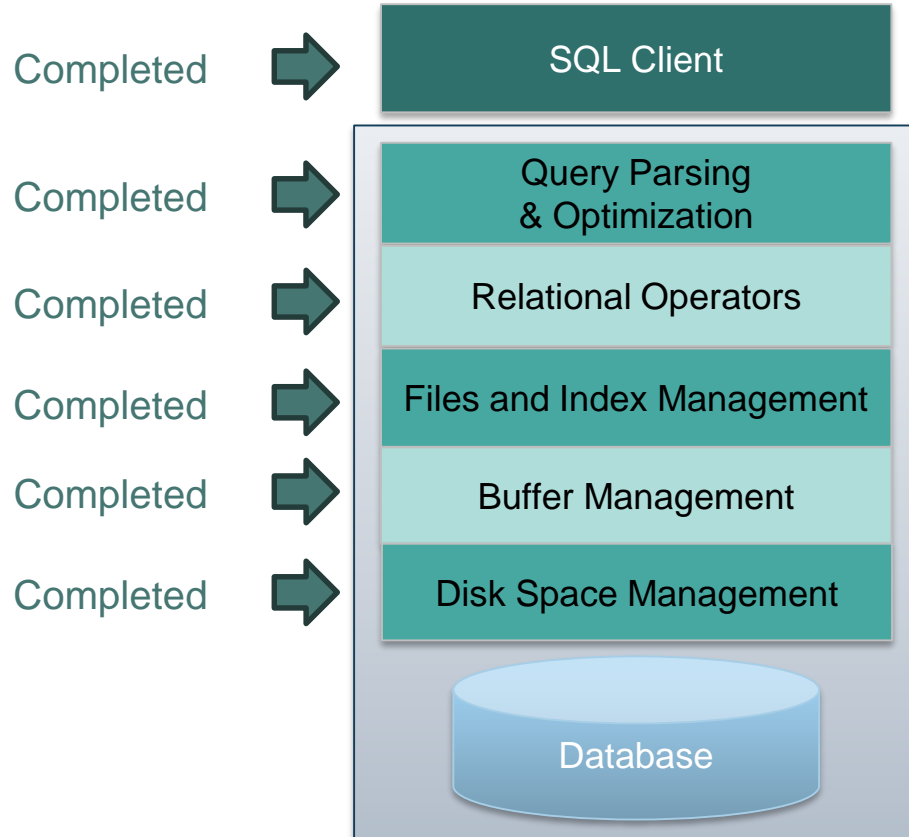 Completed
SQL Client
Completed
Query Parsing
& Optimization
Completed
Relational Operators
Completed
Files and Index Management
Completed
Buffer Management
Completed
Disk Space Management
Database